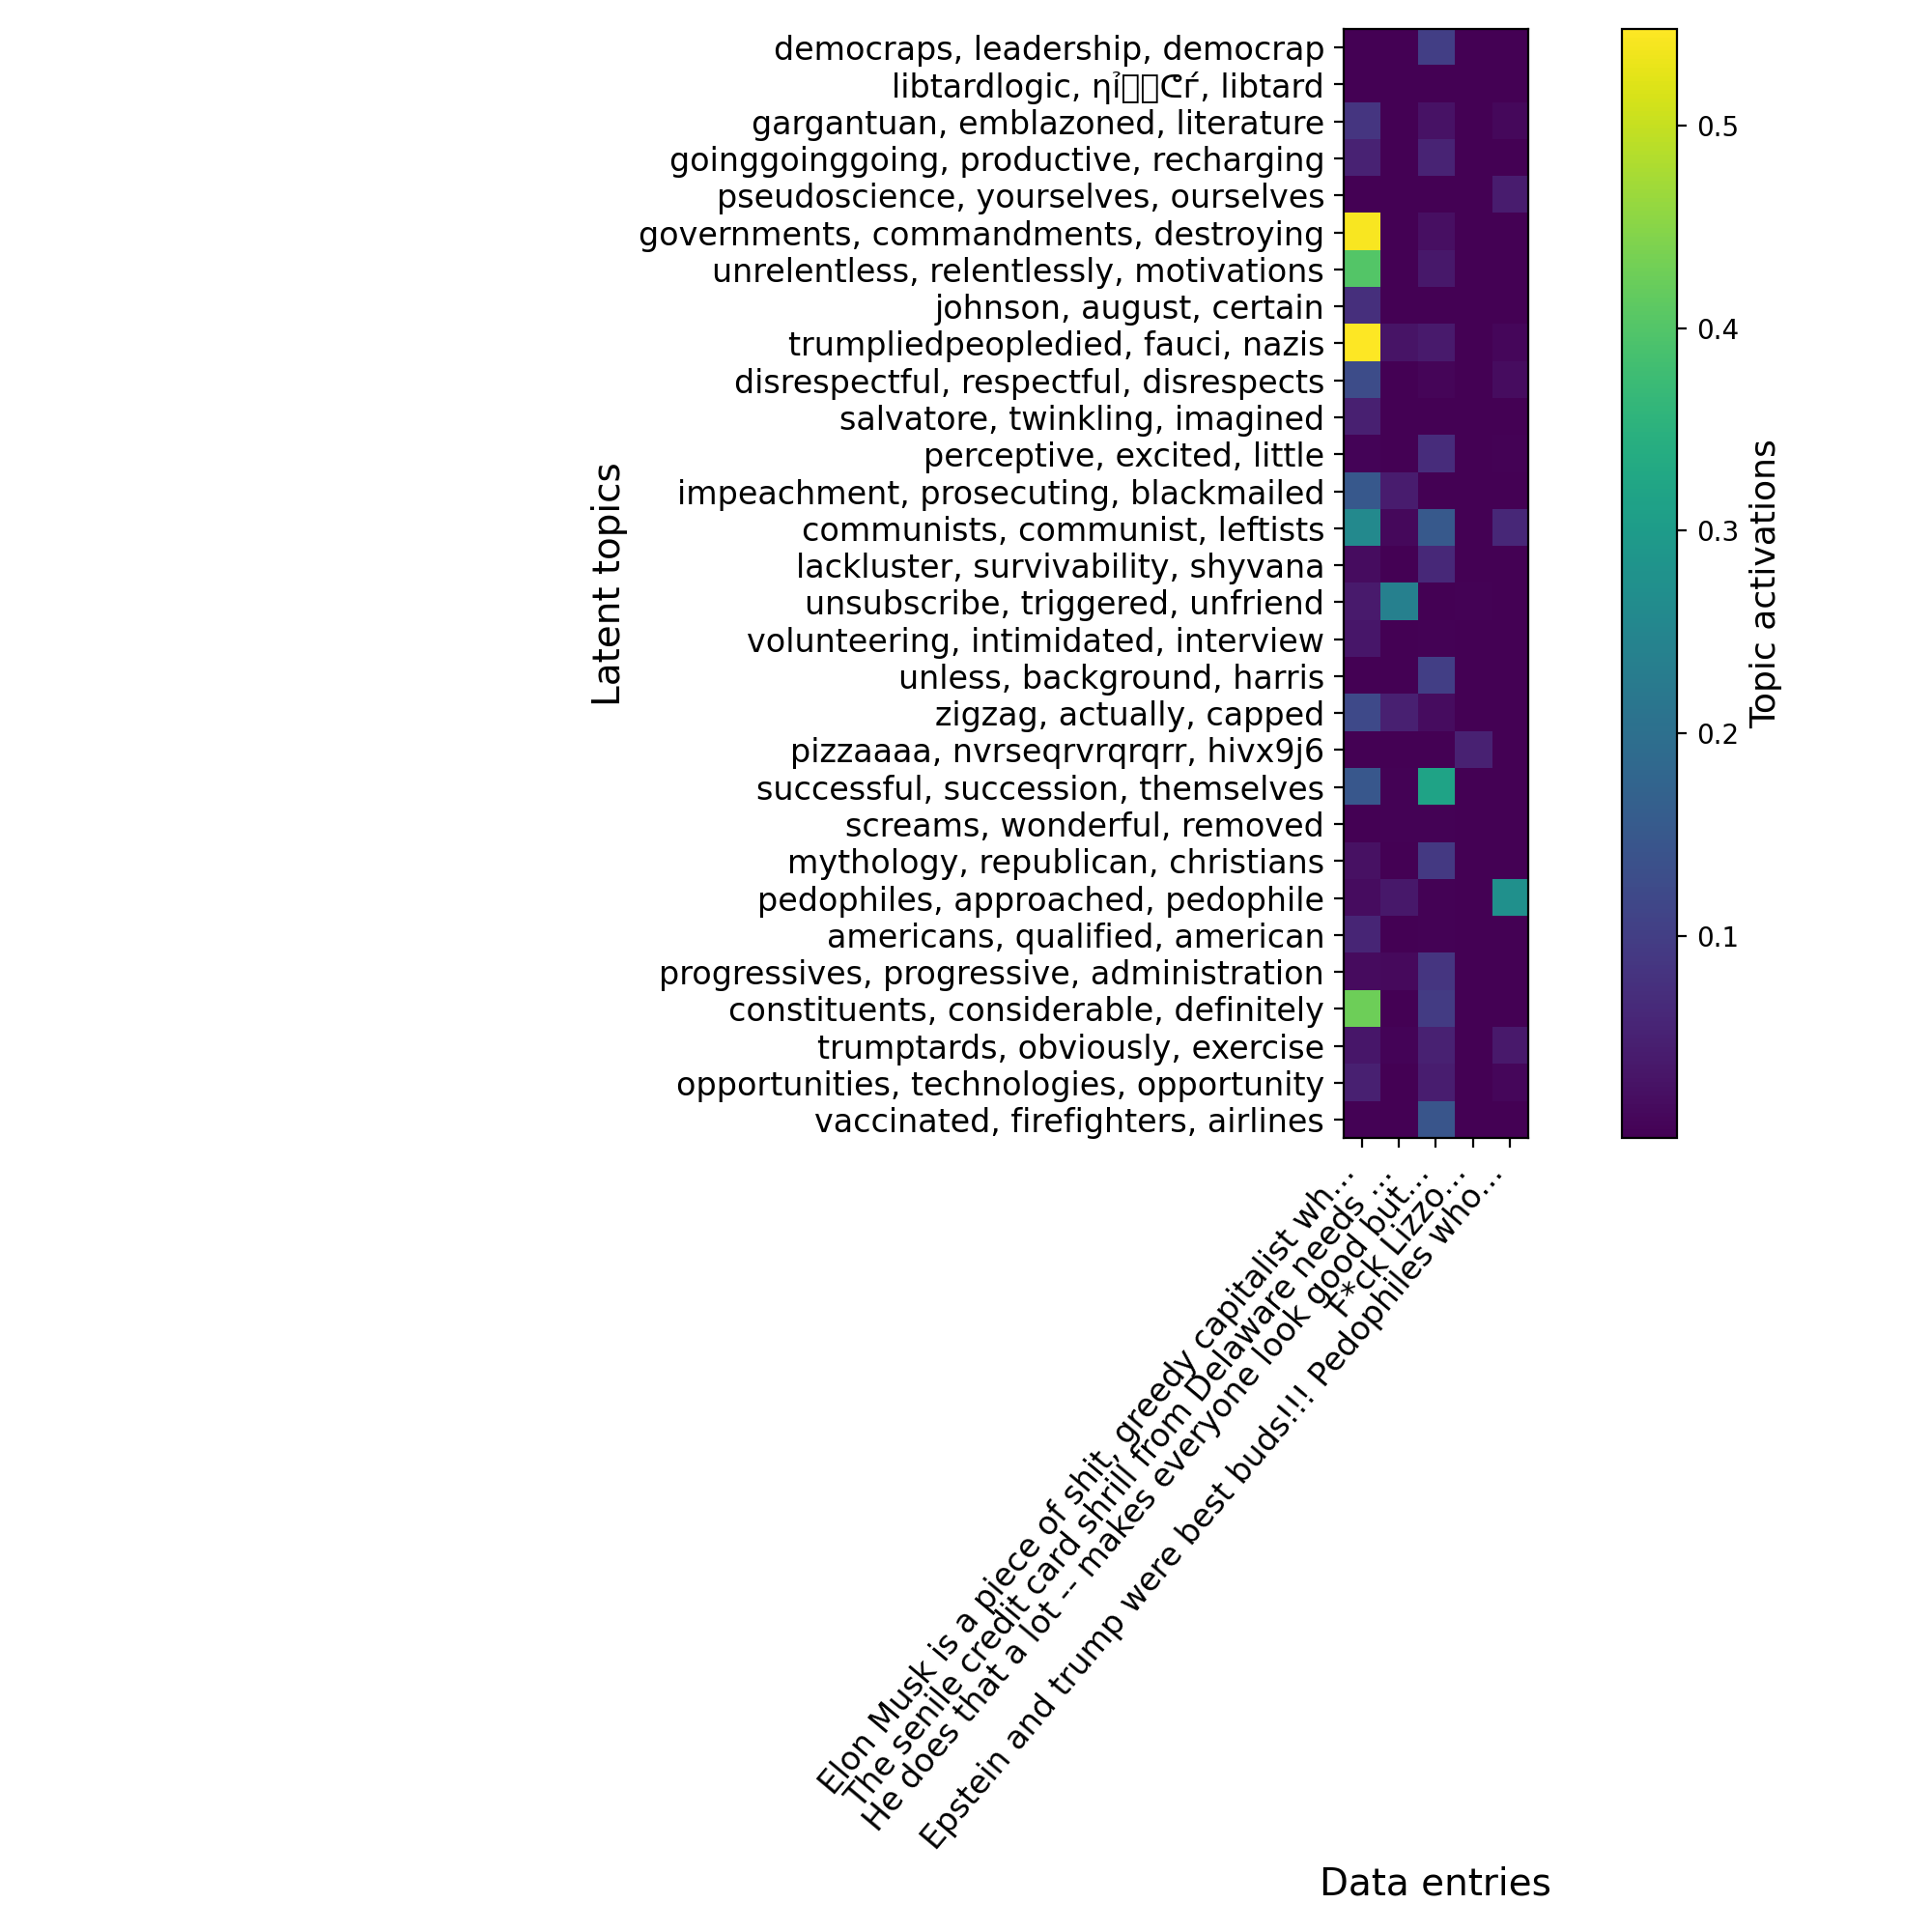 democraps, leadership, democrap
libtardlogic, libtard
gargantuan, emblazoned, literature
goinggoinggoing, productive, recharging
pseudoscience, yourselves, ourselves
governments, commandments, destroying
unrelentless, relentlessly, motivations
johnson, august, certain
trumpliedpeopledied, fauci, nazis
disrespectful, respectful, disrespects
salvatore, twinkling, imagined
perceptive, excited, little
impeachment, prosecuting, blackmailed
communists, communist, leftists
lackluster, survivability, shyvana
unsubscribe, triggered, unfriend
volunteering, intimidated, interview
unless, background, harris
zigzag, actually, capped
pizzaaaa, nvrseqrvrqrqrr, hivx9j6
successful, succession, themselves
screams, wonderful, removed
mythology, republican, christians
pedophiles, approached, pedophile
americans, qualified, american
progressives, progressive, administration
constituents, considerable, definitely
trumptards, obviously, exercise
opportunities, technologies, opportunity
vaccinated, firefighters, airlines
Latent topics
Elon Musk is a piece of shit, greedy capitalist wh...
The senile credit card shrill from Delaware needs ...
He does that a lot -- makes everyone look good but...
F*ck Lizzo...
Epstein and trump were best buds!!! Pedophiles who...
Data entries
0.5
0.4
0.3
0.2
0.1
Topic activations